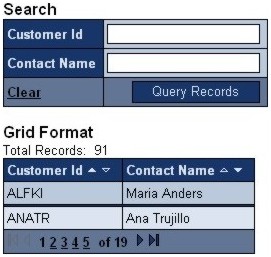 Search
Customer Id
Contact Name
Clear Query Records
Grid Format
Total Records: 91
Customer Id Contact Name
ALFKI Maria Anders
ANATR Ana Trujillo
1 2 3 4 5 of 19